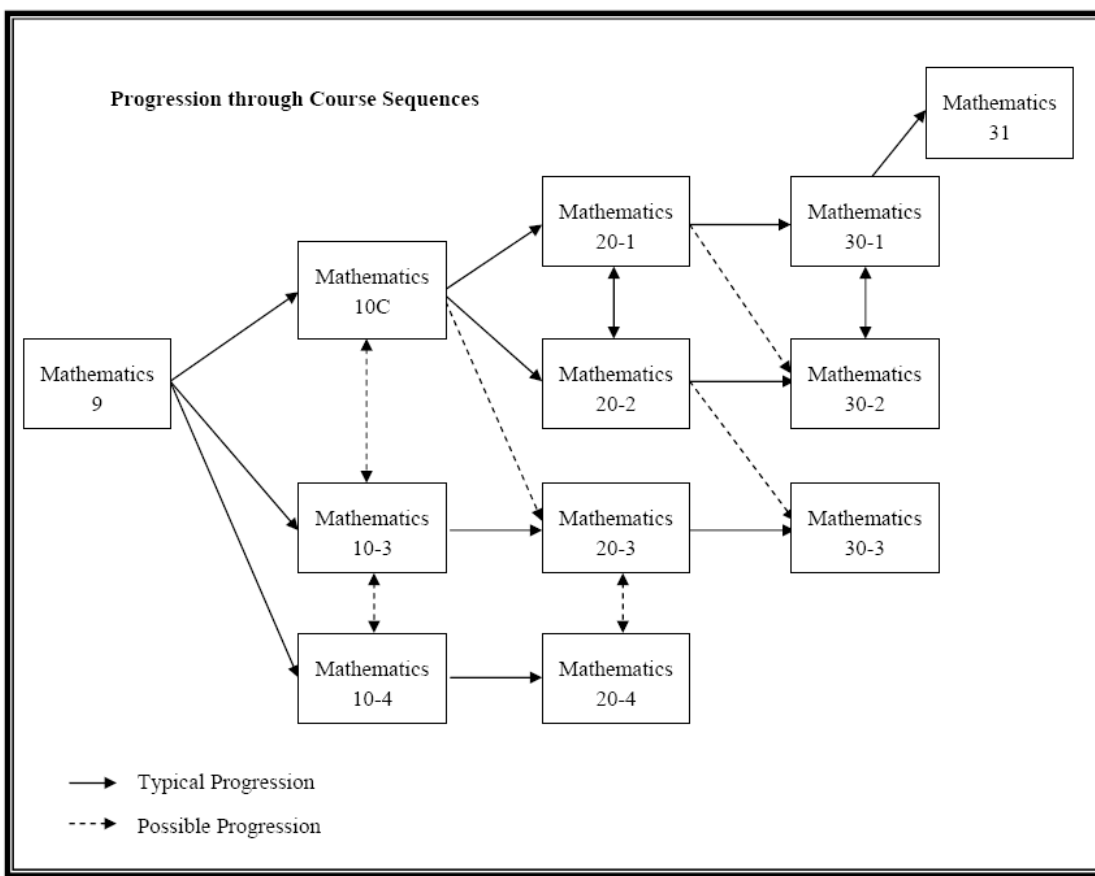 Progression through Course Sequences
Mathematics
31
Mathematics
20-1
Mathematics
30-1
Mathematics
10C
Mathematics
9
Mathematics
20-2
Mathematics
30-2
Mathematics
10-3
Mathematics
20-3
Mathematics
30-3
Mathematics
10-4
Mathematics
20-4
Typical Progression
Possible Progression